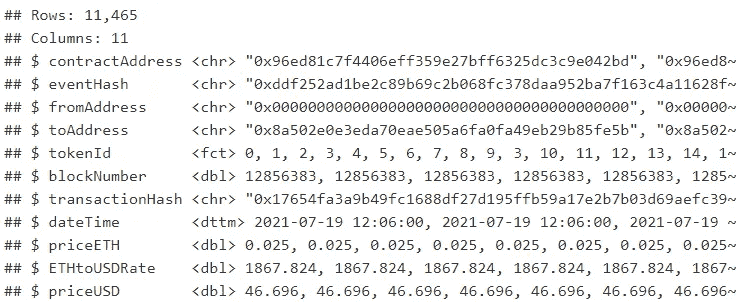 ## Rows: 11,465
## Columns: 11
## $ contractAddress <chr> "0x96ed81c7f4406eff359e27bff6325dc3c9e042bd", "0x96ed8~
## $ eventHash <chr> "0xddf252ad1be2c89b69c2b068fc378daa952ba7f163c4a11628f~
## $ fromAddress <chr> "0x0000000000000000000000000000000000000000", "0x00000~
## $ toAddress <chr> "0x8a502e0e3eda70eae505a6fa0fa49eb29b85fe5b", "0x8a502~
## $ tokenId <fct> 0, 1, 2, 3, 4, 5, 6, 7, 8, 9, 3, 10, 11, 12, 13, 14, 1~
## $ blockNumber <dbl> 12856383, 12856383, 12856383, 12856383, 12856383, 1285~
## $ transactionHash <chr> "0x17654fa3a9b49fc1688df27d195ffb59a17e2b7b03d69aefc39~
## $ dateTime <dttm> 2021-07-19 12:06:00, 2021-07-19 12:06:00, 2021-07-19 ~
## $ priceETH <dbl> 0.025, 0.025, 0.025, 0.025, 0.025, 0.025, 0.025, 0.025~
## $ ETHtoUSDRate <dbl> 1867.824, 1867.824, 1867.824, 1867.824, 1867.824, 1867~
## $ priceUSD <dbl> 46.696, 46.696, 46.696, 46.696, 46.696, 46.696, 46.696~